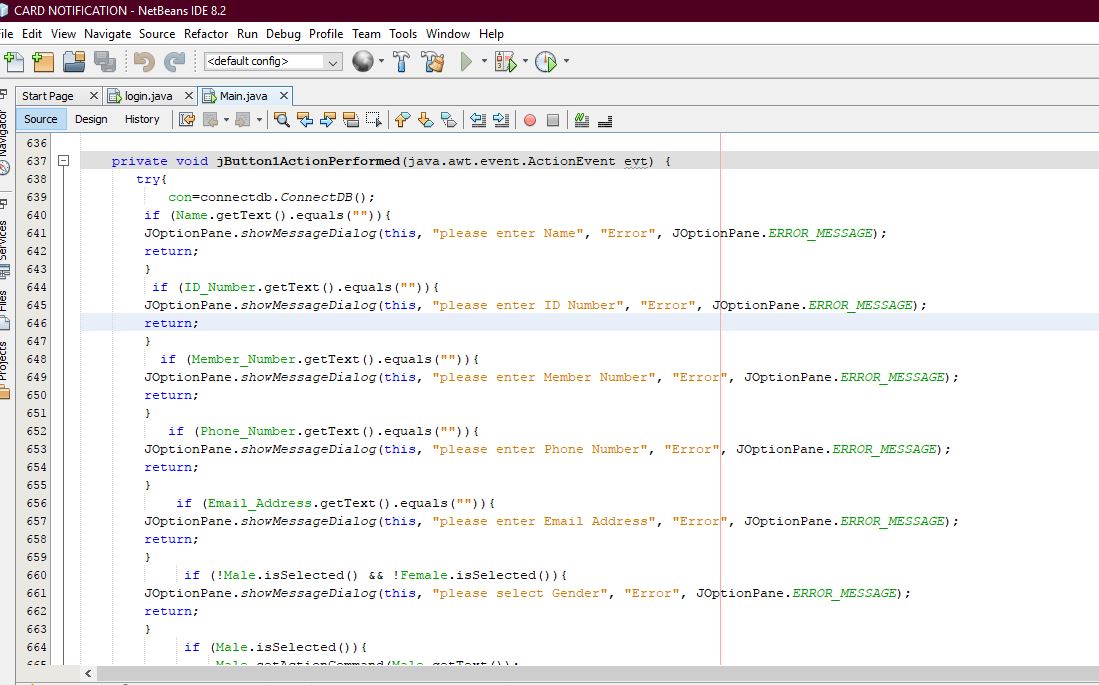 CARD NOTIFICATION - NetBeans IDE 8.2
File Edit View Navigate Source Refactor Run Debug Profile Team Tools Window Help
<default config>
Start Page login.java Main.java
Source Design History
Navigator
Services
Files
Projects
636
637 private void jButton1ActionPerformed(java.awt.event.ActionEvent evt) {
638 try{
639 con=connectdb.ConnectDB();
640 if (Name.getText().equals("")){
641 JOptionPane.showMessageDialog(this, "please enter Name", "Error", JOptionPane.ERROR_MESSAGE);
642 return;
643 }
644 if (ID_Number.getText().equals("")){
645 JOptionPane.showMessageDialog(this, "please enter ID Number", "Error", JOptionPane.ERROR_MESSAGE);
646 return;
647 }
648 if (Member_Number.getText().equals("")){
649 JOptionPane.showMessageDialog(this, "please enter Member Number", "Error", JOptionPane.ERROR_MESSAGE);
650 return;
651 }
652 if (Phone_Number.getText().equals("")){
653 JOptionPane.showMessageDialog(this, "please enter Phone Number", "Error", JOptionPane.ERROR_MESSAGE);
654 return;
655 }
656 if (Email_Address.getText().equals("")){
657 JOptionPane.showMessageDialog(this, "please enter Email Address", "Error", JOptionPane.ERROR_MESSAGE);
658 return;
659 }
660 if (!Male.isSelected() && !Female.isSelected()){
661 JOptionPane.showMessageDialog(this, "please select Gender", "Error", JOptionPane.ERROR_MESSAGE);
662 return;
663 }
664 if (Male.isSelected()){
665 Male.getActionCommand(Male.getText());